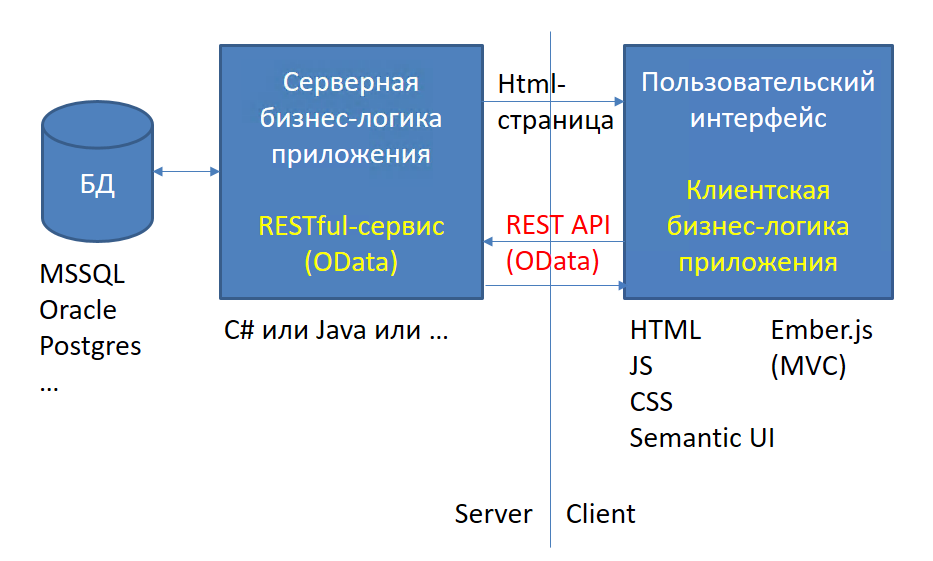 БД
MSSQL
Oracle
Postgres
...
Серверная
бизнес-логика
приложения
RESTful-сервис
(OData)
C# или Java или ...
Html-
страница
REST API
(OData)
Пользовательский
интерфейс
Клиентская
бизнес-логика
приложения
HTML
JS
CSS
Semantic UI
Ember.js
(MVC)
Server
Client